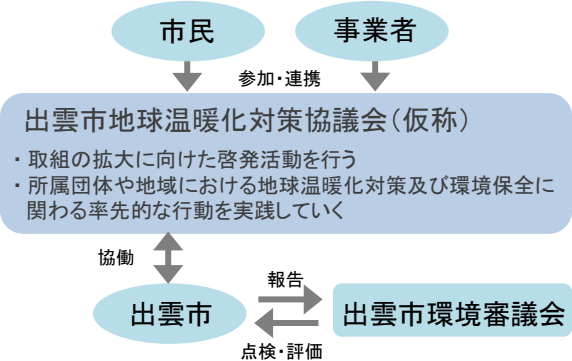 市民
事業者
参加・連携
出雲市地球温暖化対策協議会（仮称）
・取組の拡大に向けた啓発活動を行う
・所属団体や地域における地球温暖化対策及び環境保全に
関わる率先的な行動を実践していく
協働
報告
出雲市
出雲市環境審議会
点検・評価